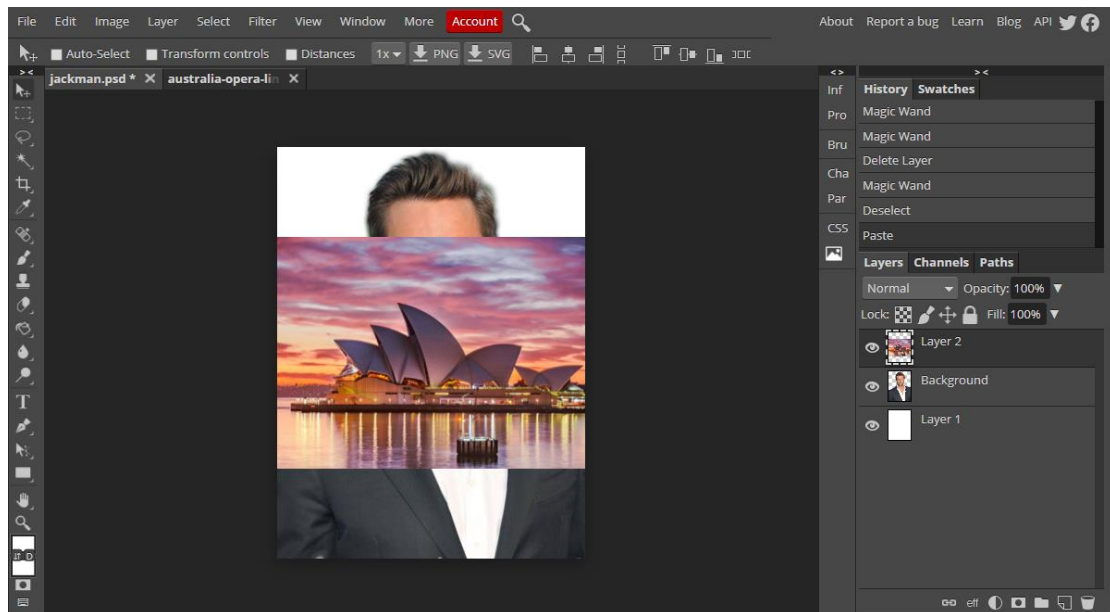 File Edit Image Layer Select Filter View Window More Account About Report a bug Learn Blog API
Auto-Select Transform controls Distances 1x PNG SVG
jackman.psd * australia-opera-lin
Inf
Pro
Bru
Cha
Par
CSS
History Swatches
Magic Wand
Magic Wand
Delete Layer
Magic Wand
Deselect
Paste
Layers Channels Paths
Normal Opacity: 100%
Lock: Fill: 100%
Layer 2
Background
Layer 1
T
D
eff